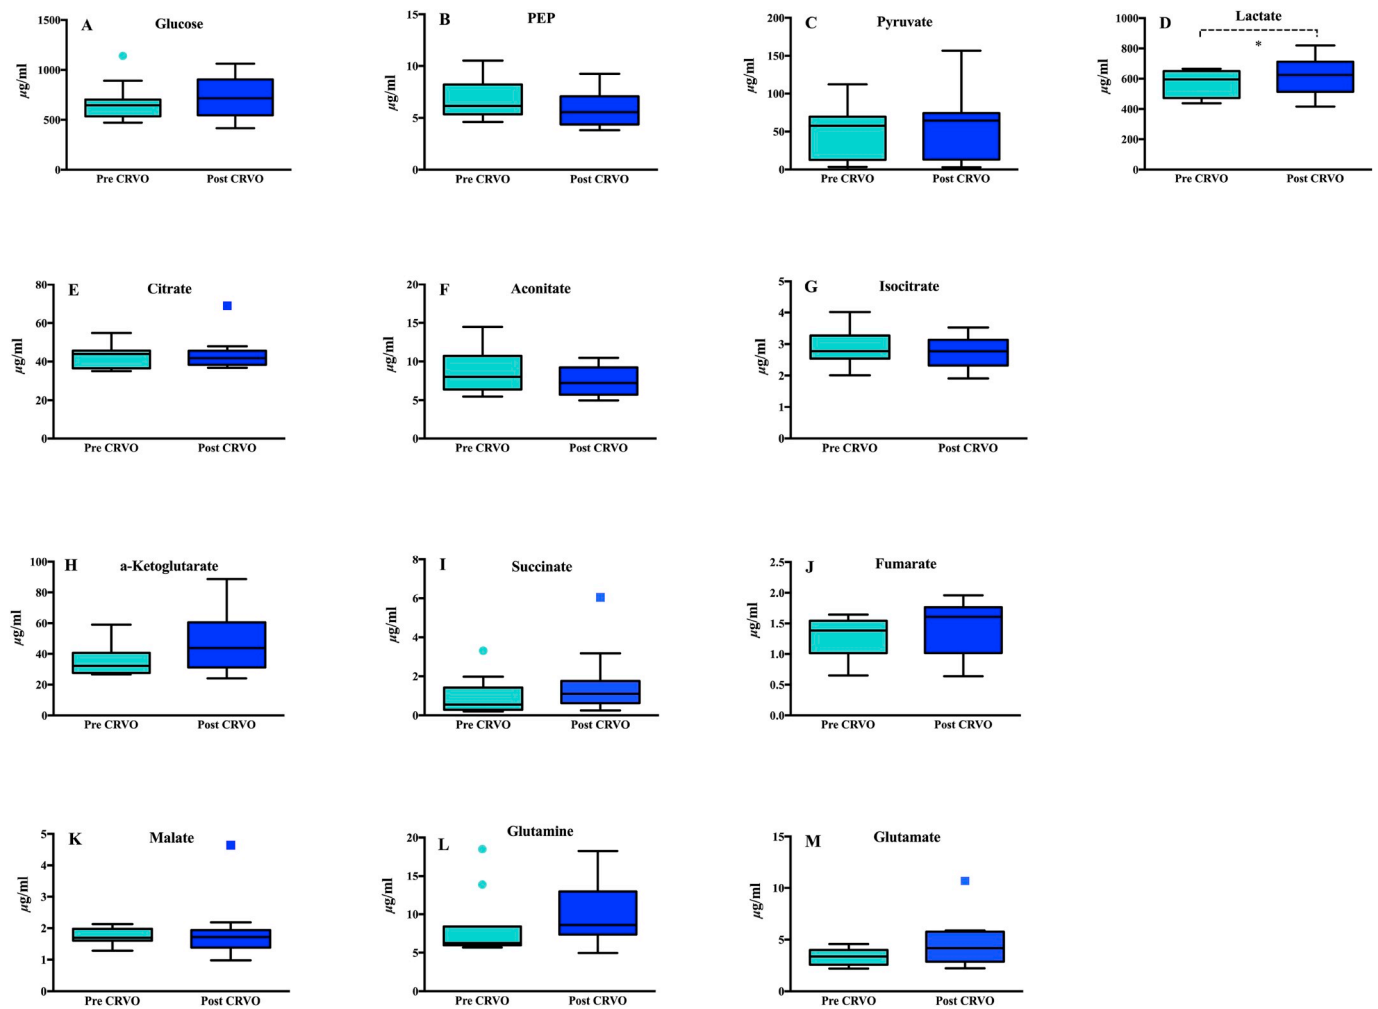 A Glucose
1500
1000
500
0
µg/ml
Pre CRVO Post CRVO
B PEP
15
10
5
0
µg/ml
Pre CRVO Post CRVO
C Pyruvate
200
150
100
50
0
µg/ml
Pre CRVO Post CRVO
D Lactate
*
1000
800
600
400
200
0
µg/ml
Pre CRVO Post CRVO
E Citrate
80
60
40
20
0
µg/ml
Pre CRVO Post CRVO
F Aconitate
20
15
10
5
0
µg/ml
Pre CRVO Post CRVO
G Isocitrate
5
4
3
2
1
0
µg/ml
Pre CRVO Post CRVO
H a-Ketoglutarate
100
80
60
40
20
0
µg/ml
Pre CRVO Post CRVO
I Succinate
8
6
4
2
0
µg/ml
Pre CRVO Post CRVO
J Fumarate
2.5
2.0
1.5
1.0
0.5
0.0
µg/ml
Pre CRVO Post CRVO
K Malate
5
4
3
2
1
0
µg/ml
Pre CRVO Post CRVO
L Glutamine
20
15
10
5
0
µg/ml
Pre CRVO Post CRVO
M Glutamate
15
10
5
0
µg/ml
Pre CRVO Post CRVO